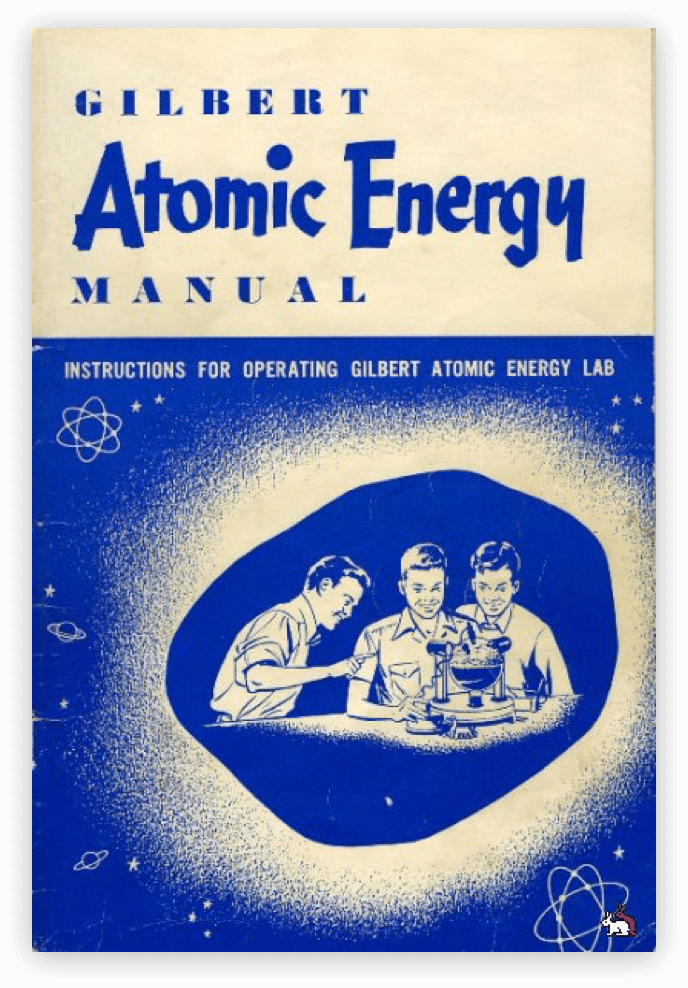 GILBERT
Atomic Energy
MANUAL
INSTRUCTIONS FOR OPERATING GILBERT ATOMIC ENERGY LAB